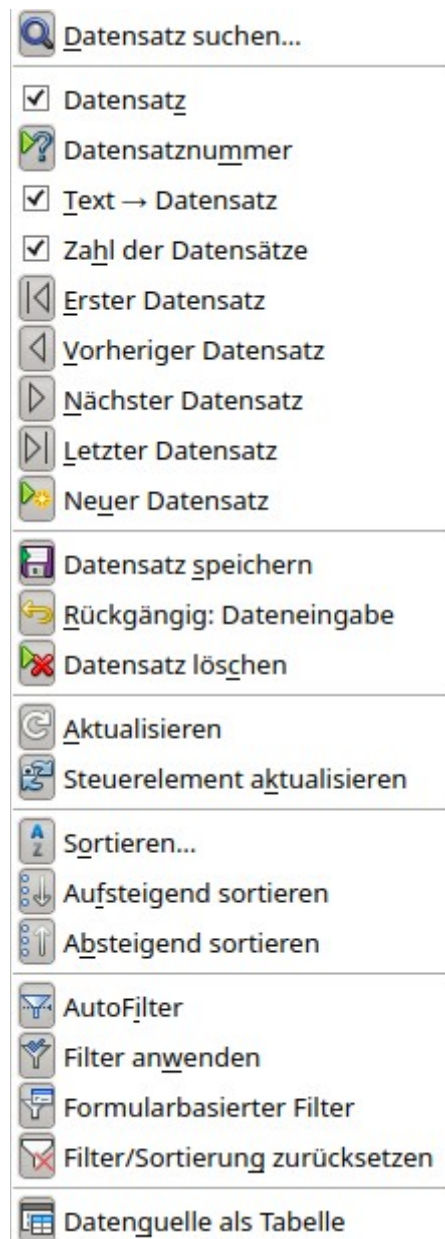 Datensatz suchen...
Datensatz
Datensatznummer
Text → Datensatz
Zahl der Datensätze
Erster Datensatz
Vorheriger Datensatz
Nächster Datensatz
Letzter Datensatz
Neuer Datensatz
Datensatz speichern
Rückgängig: Dateneingabe
Datensatz löschen
Aktualisieren
Steuerelement aktualisieren
Sortieren...
Aufsteigend sortieren
Absteigend sortieren
AutoFilter
Filter anwenden
Formularbasierter Filter
Filter/Sortierung zurücksetzen
Datenquelle als Tabelle